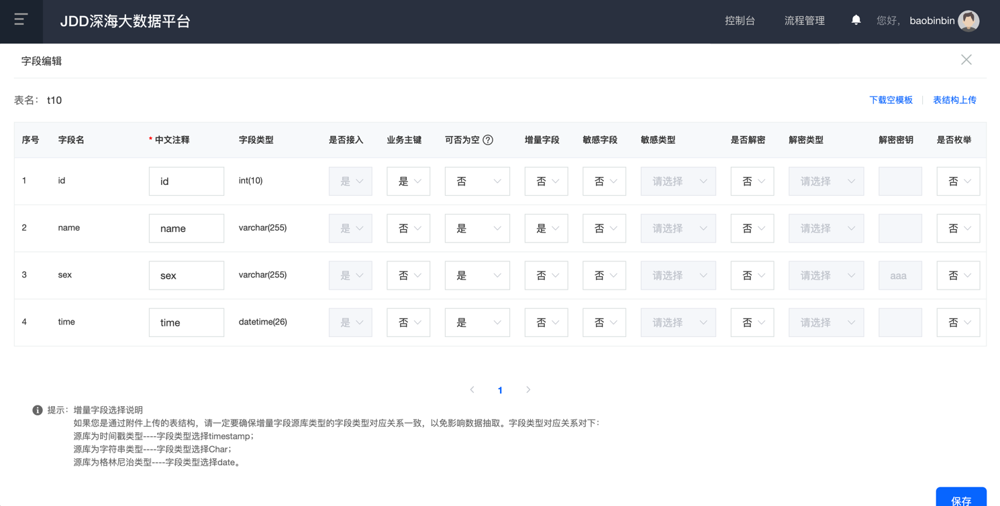 JDD深海大数据平台 控制台 流程管理 您好, baobinbin
字段编辑
表名: t10 下载空模板 表结构上传
序号 字段名 * 中文注释 字段类型 是否接入 业务主键 可否为空 增量字段 敏感字段 敏感类型 是否解密 解密类型 解密密钥 是否枚举
1 id id int(10) 是 是 否 否 否 请选择 否 请选择 否
2 name name varchar(255) 是 否 是 是 否 请选择 否 请选择 否
3 sex sex varchar(255) 是 否 是 否 否 请选择 否 请选择 aaa 否
4 time time datetime(26) 是 否 是 否 否 请选择 否 请选择 否
1
提示: 增量字段选择说明
如果您是通过附件上传的表结构，请一定要确保增量字段源库类型的字段类型对应关系一致，以免影响数据抽取。字段类型对应关系对下：
源库为时间戳类型----字段类型选择timestamp；
源库为字符串类型----字段类型选择Char；
源库为格林尼治类型----字段类型选择date。
保存